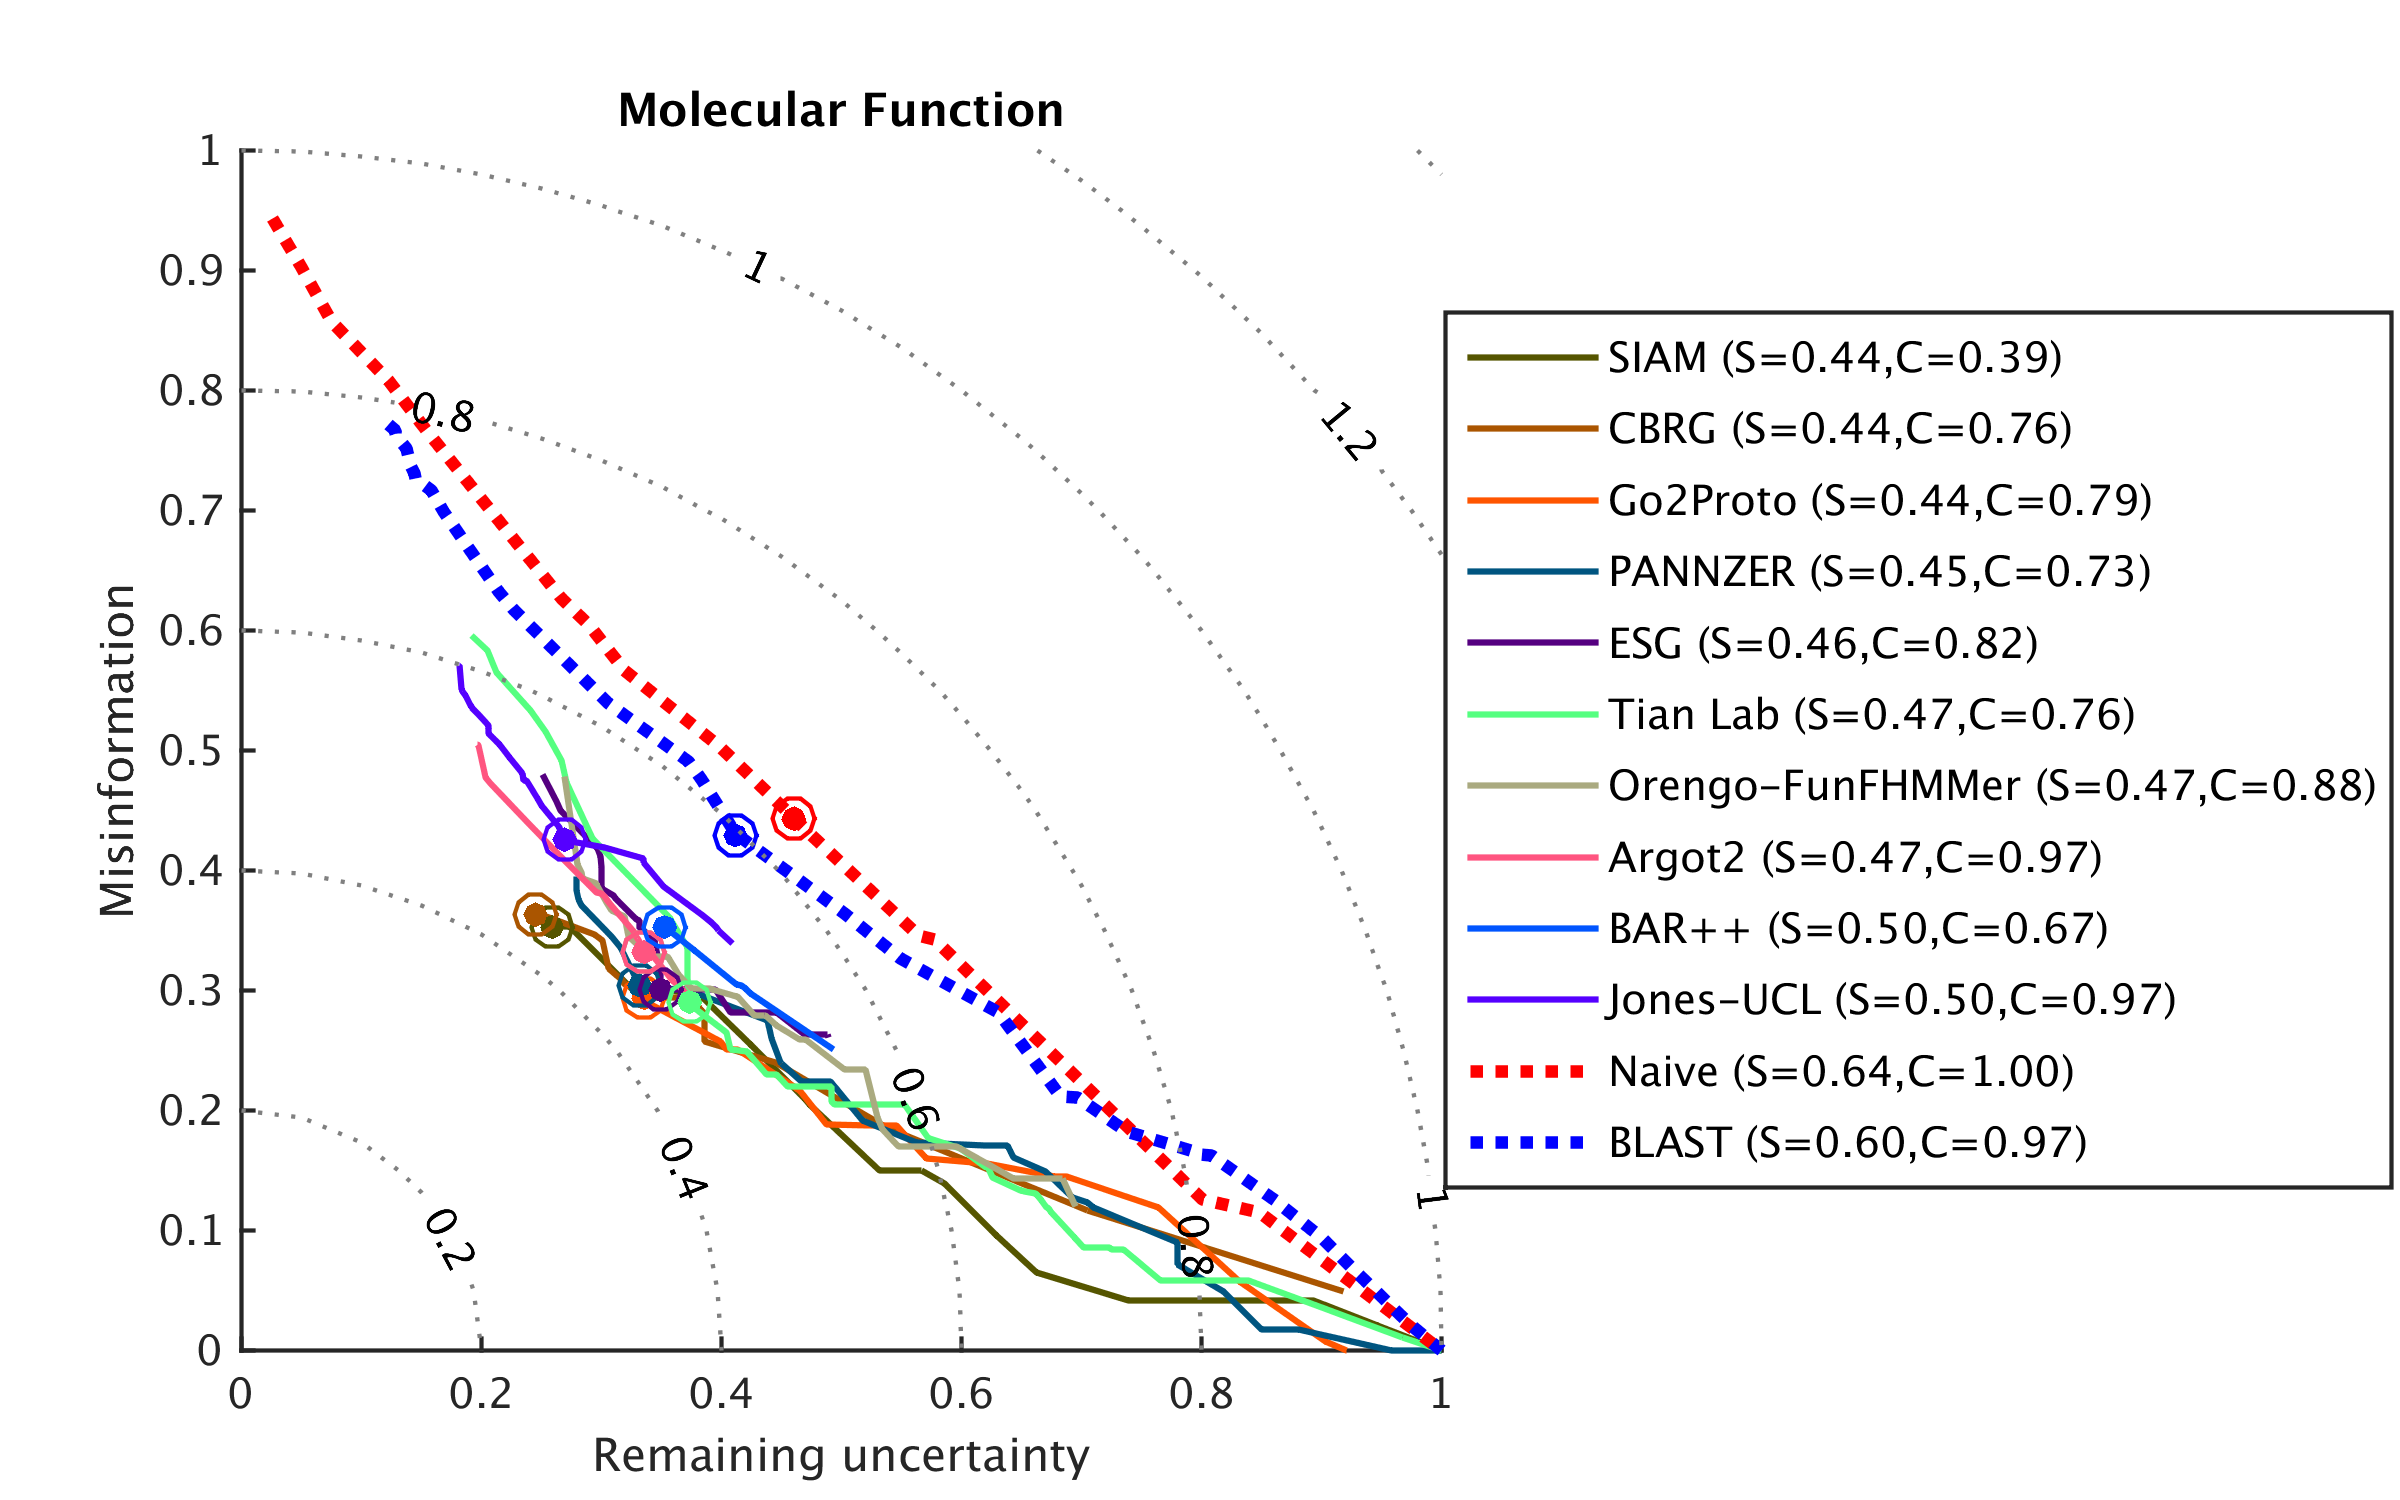 Molecular Function
1
0.9
0.8
0.7
0.6
0.5
0.4
0.3
0.2
0.1
0
Misinformation
0
0.2
0.4
0.6
0.8
1
Remaining uncertainty
0.2
0.4
0.6
0.8
0.8
1
1
1.2
SIAM (S=0.44,C=0.39)
CBRG (S=0.44,C=0.76)
Go2Proto (S=0.44,C=0.79)
PANNZER (S=0.45,C=0.73)
ESG (S=0.46,C=0.82)
Tian Lab (S=0.47,C=0.76)
Orengo-FunFHMMer (S=0.47,C=0.88)
Argot2 (S=0.47,C=0.97)
BAR++ (S=0.50,C=0.67)
Jones-UCL (S=0.50,C=0.97)
Naive (S=0.64,C=1.00)
BLAST (S=0.60,C=0.97)